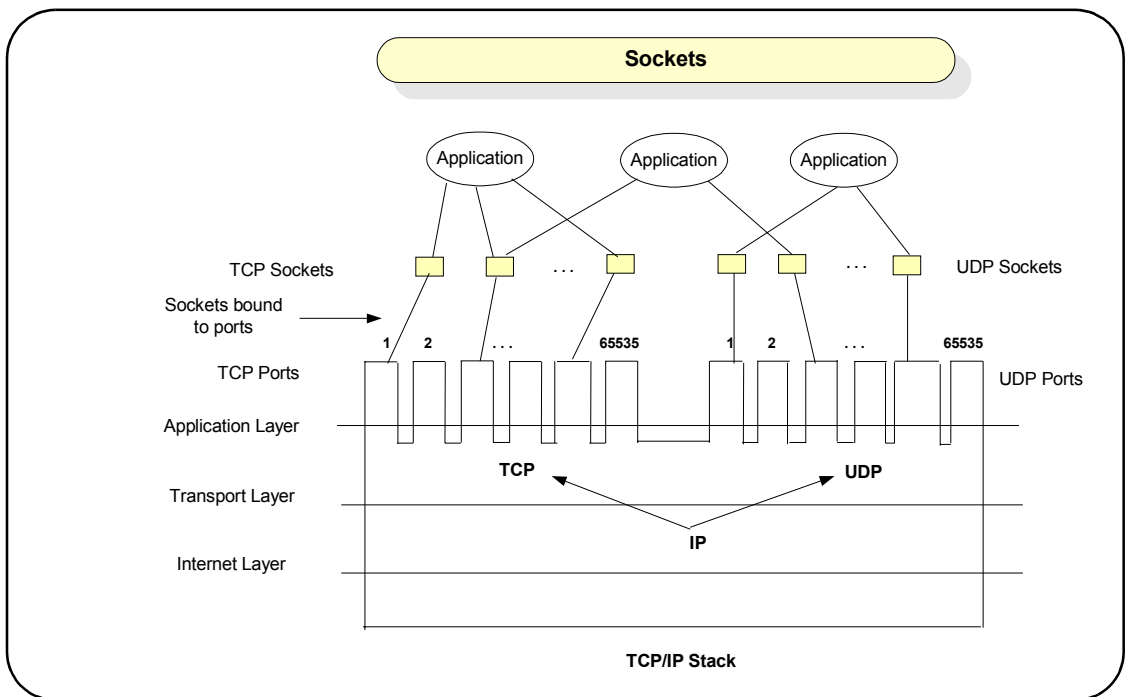 Sockets
Application
Application
Application
TCP Sockets
. . .
. . .
UDP Sockets
Sockets bound
to ports
1
2
. . .
65535
1
2
. . .
65535
TCP Ports
UDP Ports
Application Layer
TCP
UDP
Transport Layer
IP
Internet Layer
TCP/IP Stack